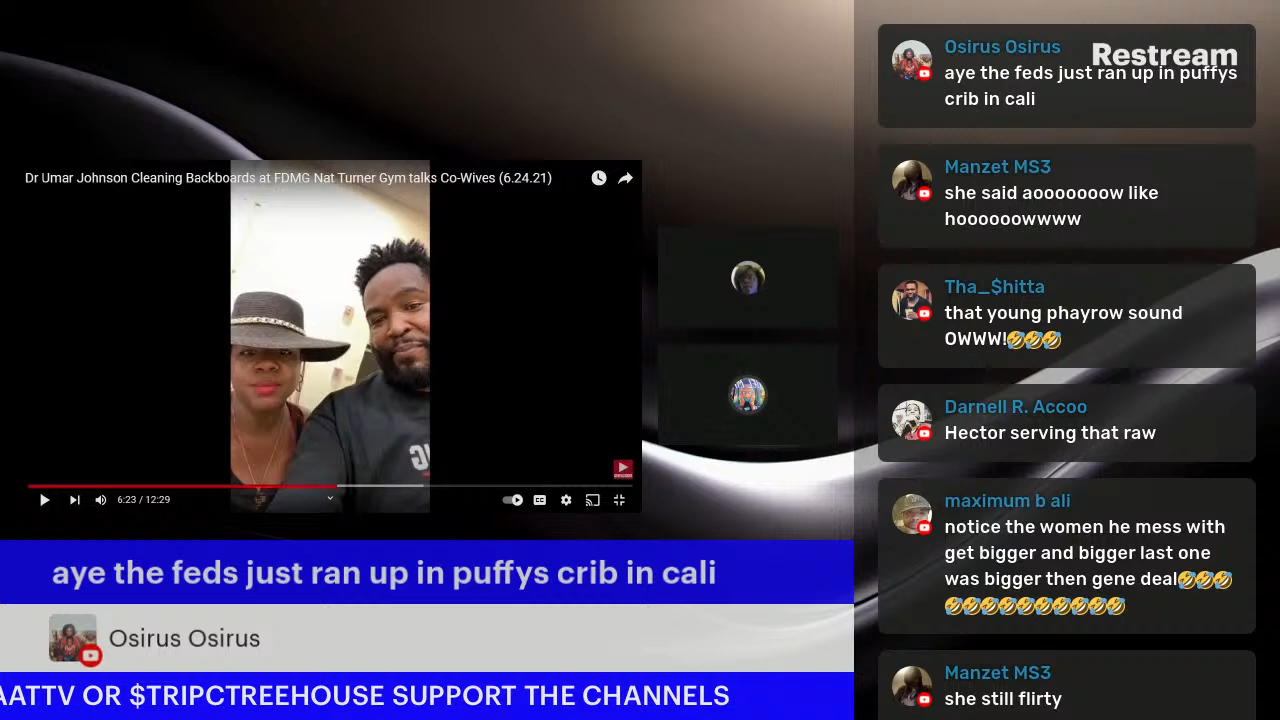 Dr Umar Johnson Cleaning Backboards at FDMG Nat Turner Gym talks Co-Wives (6.24.21)
6:23 / 12:29
CC
aye the feds just ran up in puffys crib in cali
Osirus Osirus
AATTV OR $TRIPCTREEHOUSE SUPPORT THE CHANNELS
Restream
Osirus Osirus
aye the feds just ran up in puffys
crib in cali
Manzet MS3
she said aooooooow like
hoooooowwww
Tha_$hitta
that young phayrow sound
OWWW!🤣🤣🤣
Darnell R. Accoo
Hector serving that raw
maximum b ali
notice the women he mess with
get bigger and bigger last one
was bigger then gene deal🤣🤣🤣
🤣🤣🤣🤣🤣🤣🤣🤣🤣🤣
Manzet MS3
she still flirty